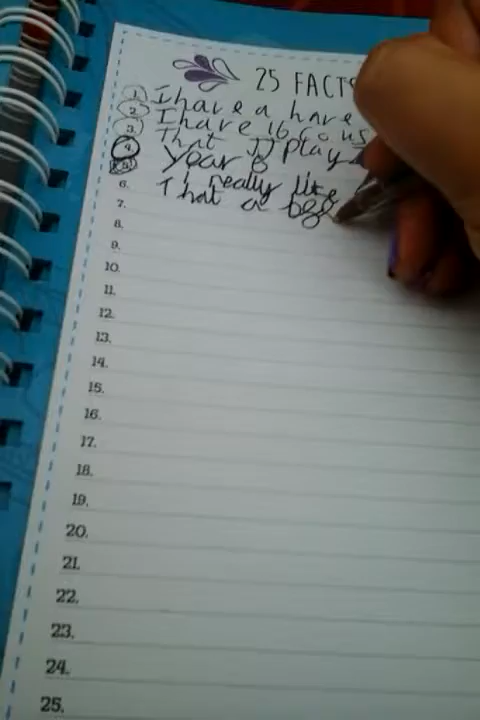 25 FACTS
1. I have a hare
2. I have 16 cous
3. That JJ play
4. Year 6
5. I really like
6. That a
7.
8.
9.
10.
11.
12.
13.
14.
15.
16.
17.
18.
19.
20.
21.
22.
23.
24.
25.